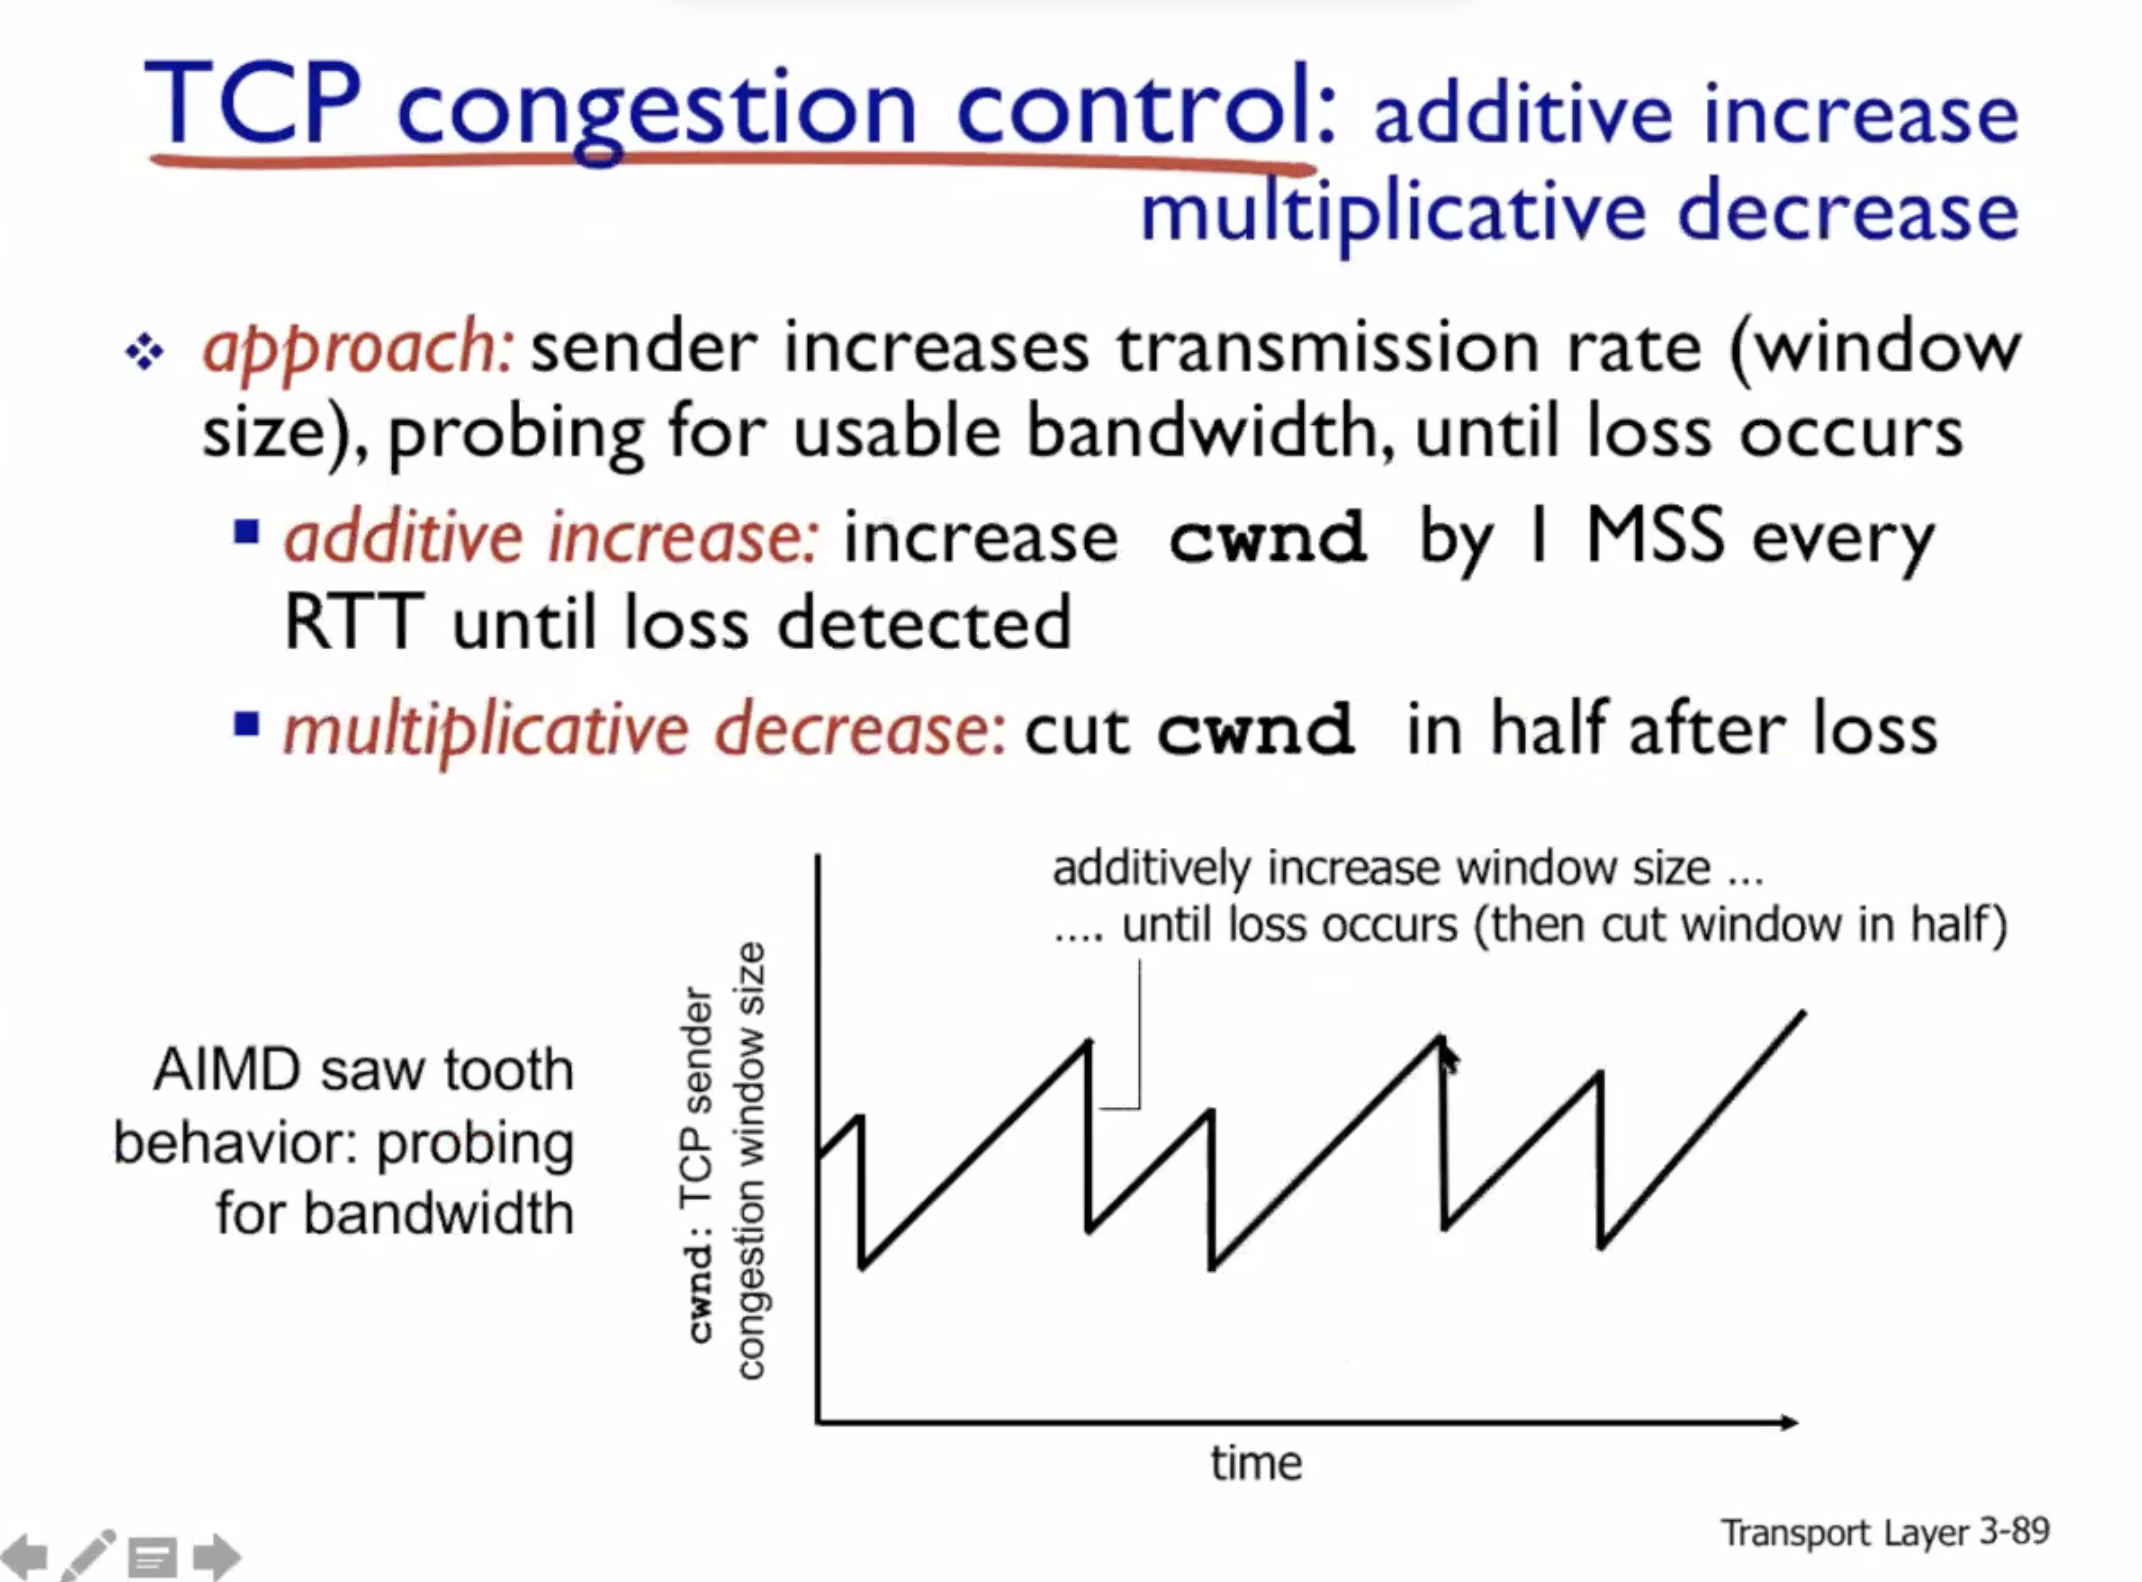 TCP congestion control: additive increase
multiplicative decrease
approach: sender increases transmission rate (window
size), probing for usable bandwidth, until loss occurs
additive increase: increase cwnd by 1 MSS every
RTT until loss detected
multiplicative decrease: cut cwnd in half after loss
additively increase window size ...
.... until loss occurs (then cut window in half)
AIMD saw tooth
behavior: probing
for bandwidth
cwnd: TCP sender
congestion window size
time
Transport Layer 3-89